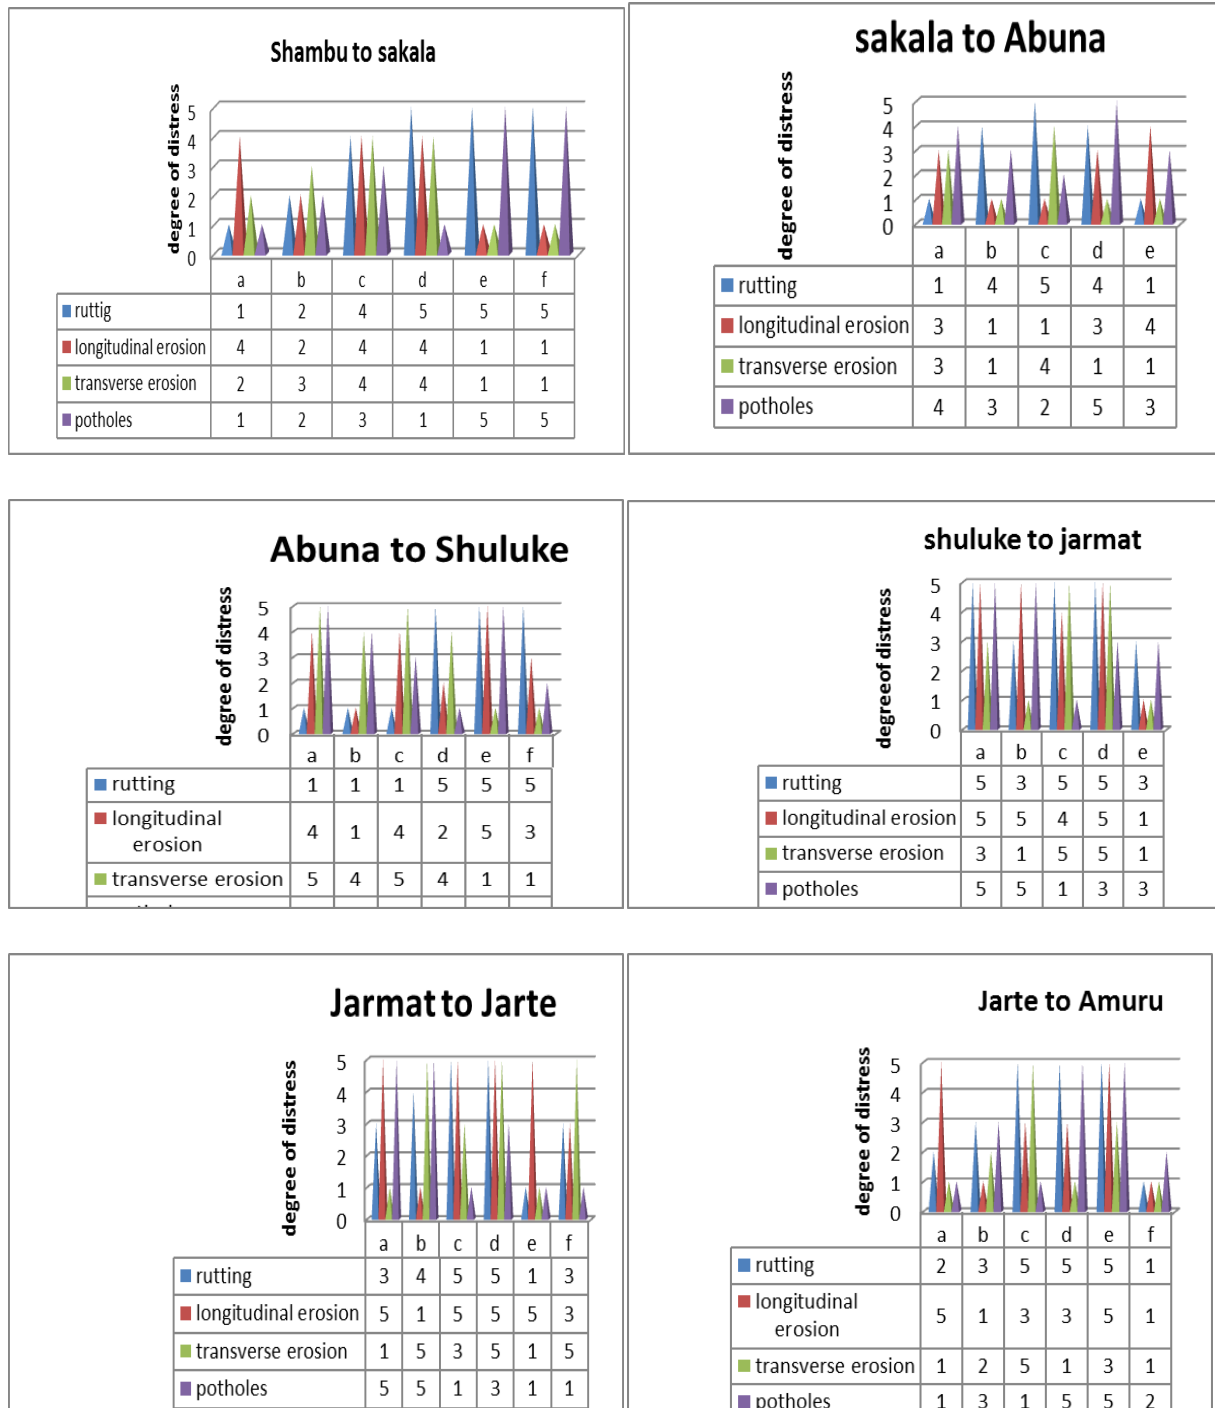 Shambu to sakala
degree of distress
5
4
3
2
1
0
a b c d e f
ruttig 1 2 4 5 5 5
longitudinal erosion 4 2 4 4 1 1
transverse erosion 2 3 4 4 1 1
potholes 1 2 3 1 5 5
sakala to Abuna
degree of distress
5
4
3
2
1
0
a b c d e
rutting 1 4 5 4 1
longitudinal erosion 3 1 1 3 4
transverse erosion 3 1 4 1 1
potholes 4 3 2 5 3
Abuna to Shuluke
degree of distress
5
4
3
2
1
0
a b c d e f
rutting 1 1 1 5 5 5
longitudinal
erosion 4 1 4 2 5 3
transverse erosion 5 4 5 4 1 1
shuluke to jarmat
degreeof distress
5
4
3
2
1
0
a b c d e
rutting 5 3 5 5 3
longitudinal erosion 5 5 4 5 1
transverse erosion 3 1 5 5 1
potholes 5 5 1 3 3
Jarmat to Jarte
degree of distress
5
4
3
2
1
0
a b c d e f
rutting 3 4 5 5 1 3
longitudinal erosion 5 1 5 5 5 3
transverse erosion 1 5 3 5 1 5
potholes 5 5 1 3 1 1
Jarte to Amuru
degree of distress
5
4
3
2
1
0
a b c d e f
rutting 2 3 5 5 5 1
longitudinal
erosion 5 1 3 3 5 1
transverse erosion 1 2 5 1 3 1
potholes 1 3 1 5 5 2